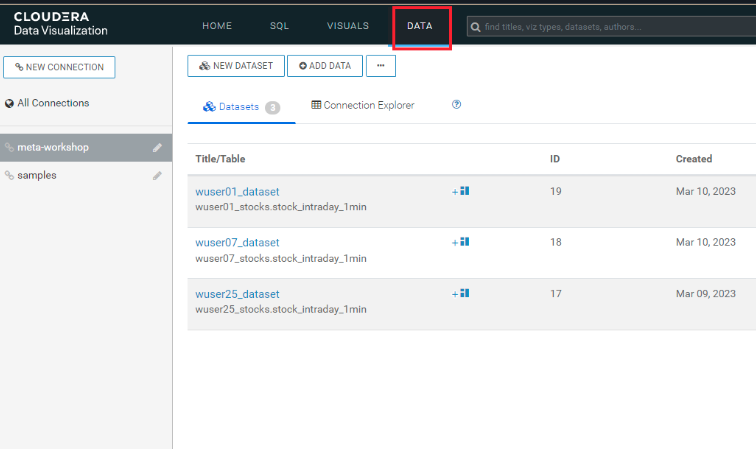 CLOUDERA
Data Visualization
HOME SQL VISUALS DATA find titles, viz types, datasets, authors...
NEW CONNECTION
All Connections
meta-workshop
samples
NEW DATASET ADD DATA ...
Datasets 3 Connection Explorer ?
Title/Table ID Created
wuser01_dataset + 19 Mar 10, 2023
wuser01_stocks.stock_intraday_1min
wuser07_dataset + 18 Mar 10, 2023
wuser07_stocks.stock_intraday_1min
wuser25_dataset + 17 Mar 09, 2023
wuser25_stocks.stock_intraday_1min